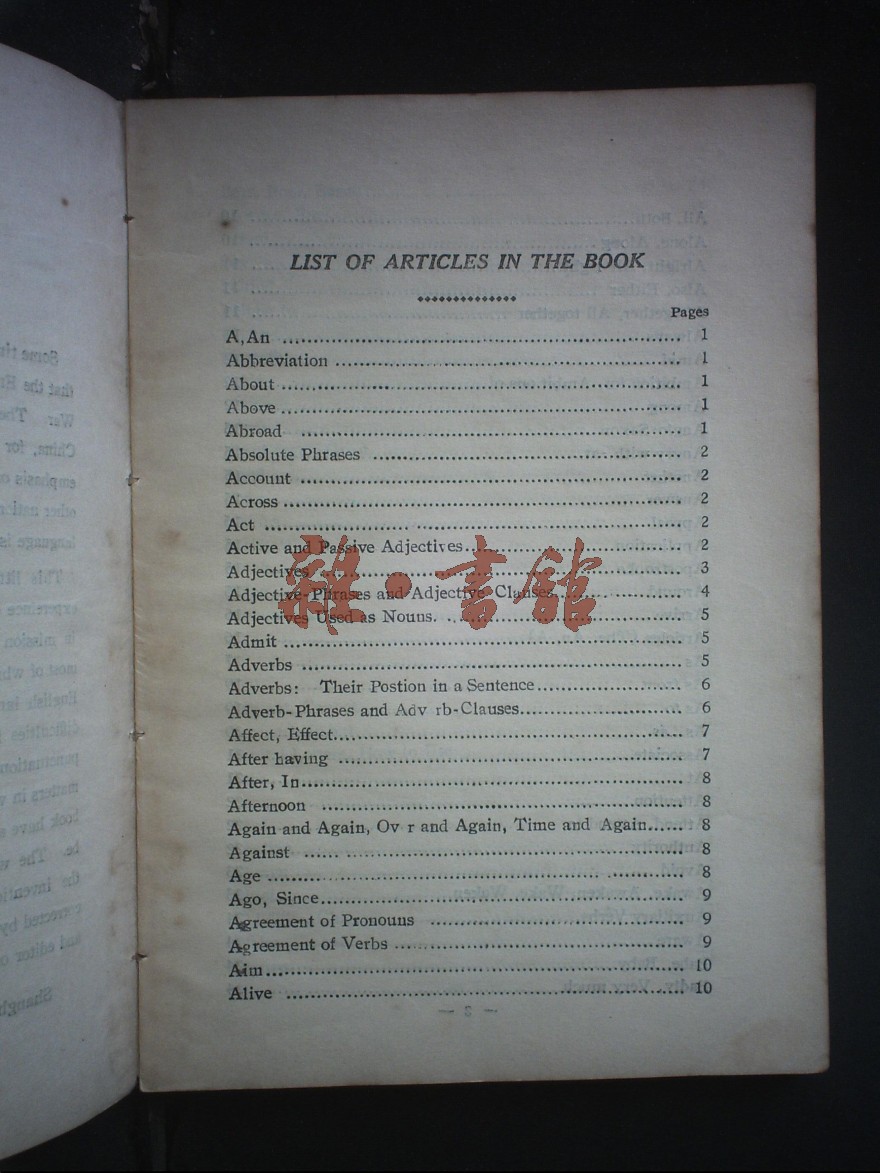 LIST OF ARTICLES IN THE BOOK
Pages
A, An ........ 1
Abbreviation ........ 1
About ........ 1
Above ........ 1
Abroad ........ 1
Absolute Phrases ........ 2
Account ........ 2
Across ........ 2
Act ........ 2
Active and Passive Adjectives ........ 2
Adjectives ........ 3
Adjective-Phrases and Adjective Clauses ........ 4
Adjectives Used as Nouns ........ 5
Admit ........ 5
Adverbs ........ 5
Adverbs: Their Postion in a Sentence ........ 6
Adverb-Phrases and Adv rb-Clauses ........ 6
Affect, Effect ........ 7
After having ........ 7
After, In ........ 8
Afternoon ........ 8
Again and Again, Ov r and Again, Time and Again ........ 8
Against ........ 8
Age ........ 8
Ago, Since ........ 9
Agreement of Pronouns ........ 9
Agreement of Verbs ........ 9
Aim ........ 10
Alive ........ 10
雜·書館